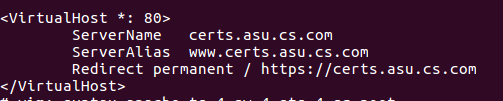 <VirtualHost *: 80>
ServerName certs.asu.cs.com
ServerAlias www.certs.asu.cs.com
Redirect permanent / https://certs.asu.cs.com
</VirtualHost>